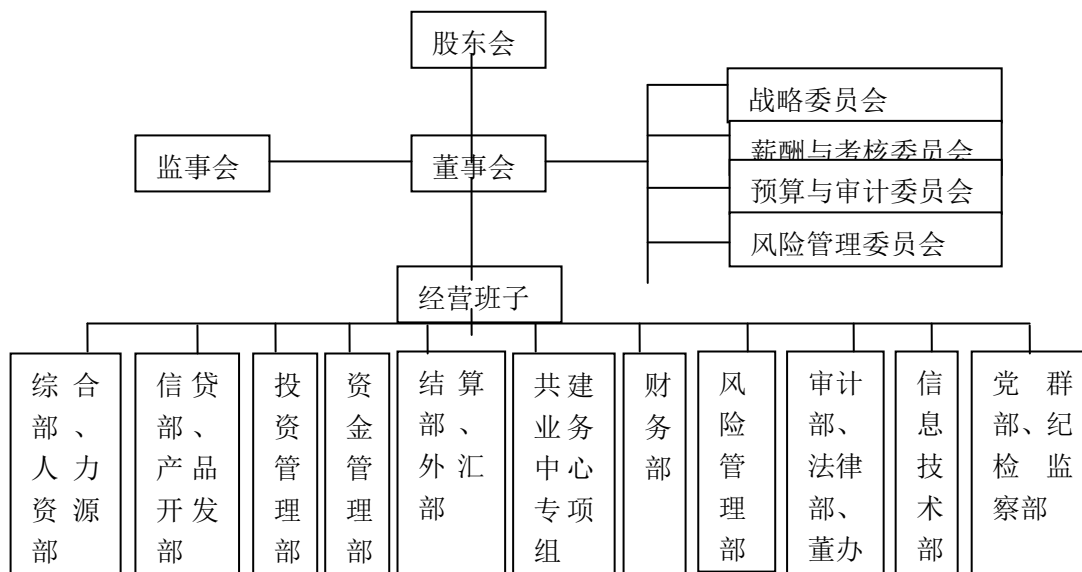 股东会
战略委员会
监事会
董事会
薪酬与考核委员会
预算与审计委员会
风险管理委员会
经营班子
综合
部、
人力
资源
部
信贷
部、
产品
开发
部
投
资
管
理
部
资
金
管
理
部
结算
部、
外汇
部
共建
业务
中心
专项
组
财
务
部
风
险
管
理
部
审计
部、
法律
部、
董办
信
息
技
术
部
党群
部、纪
检监
察部